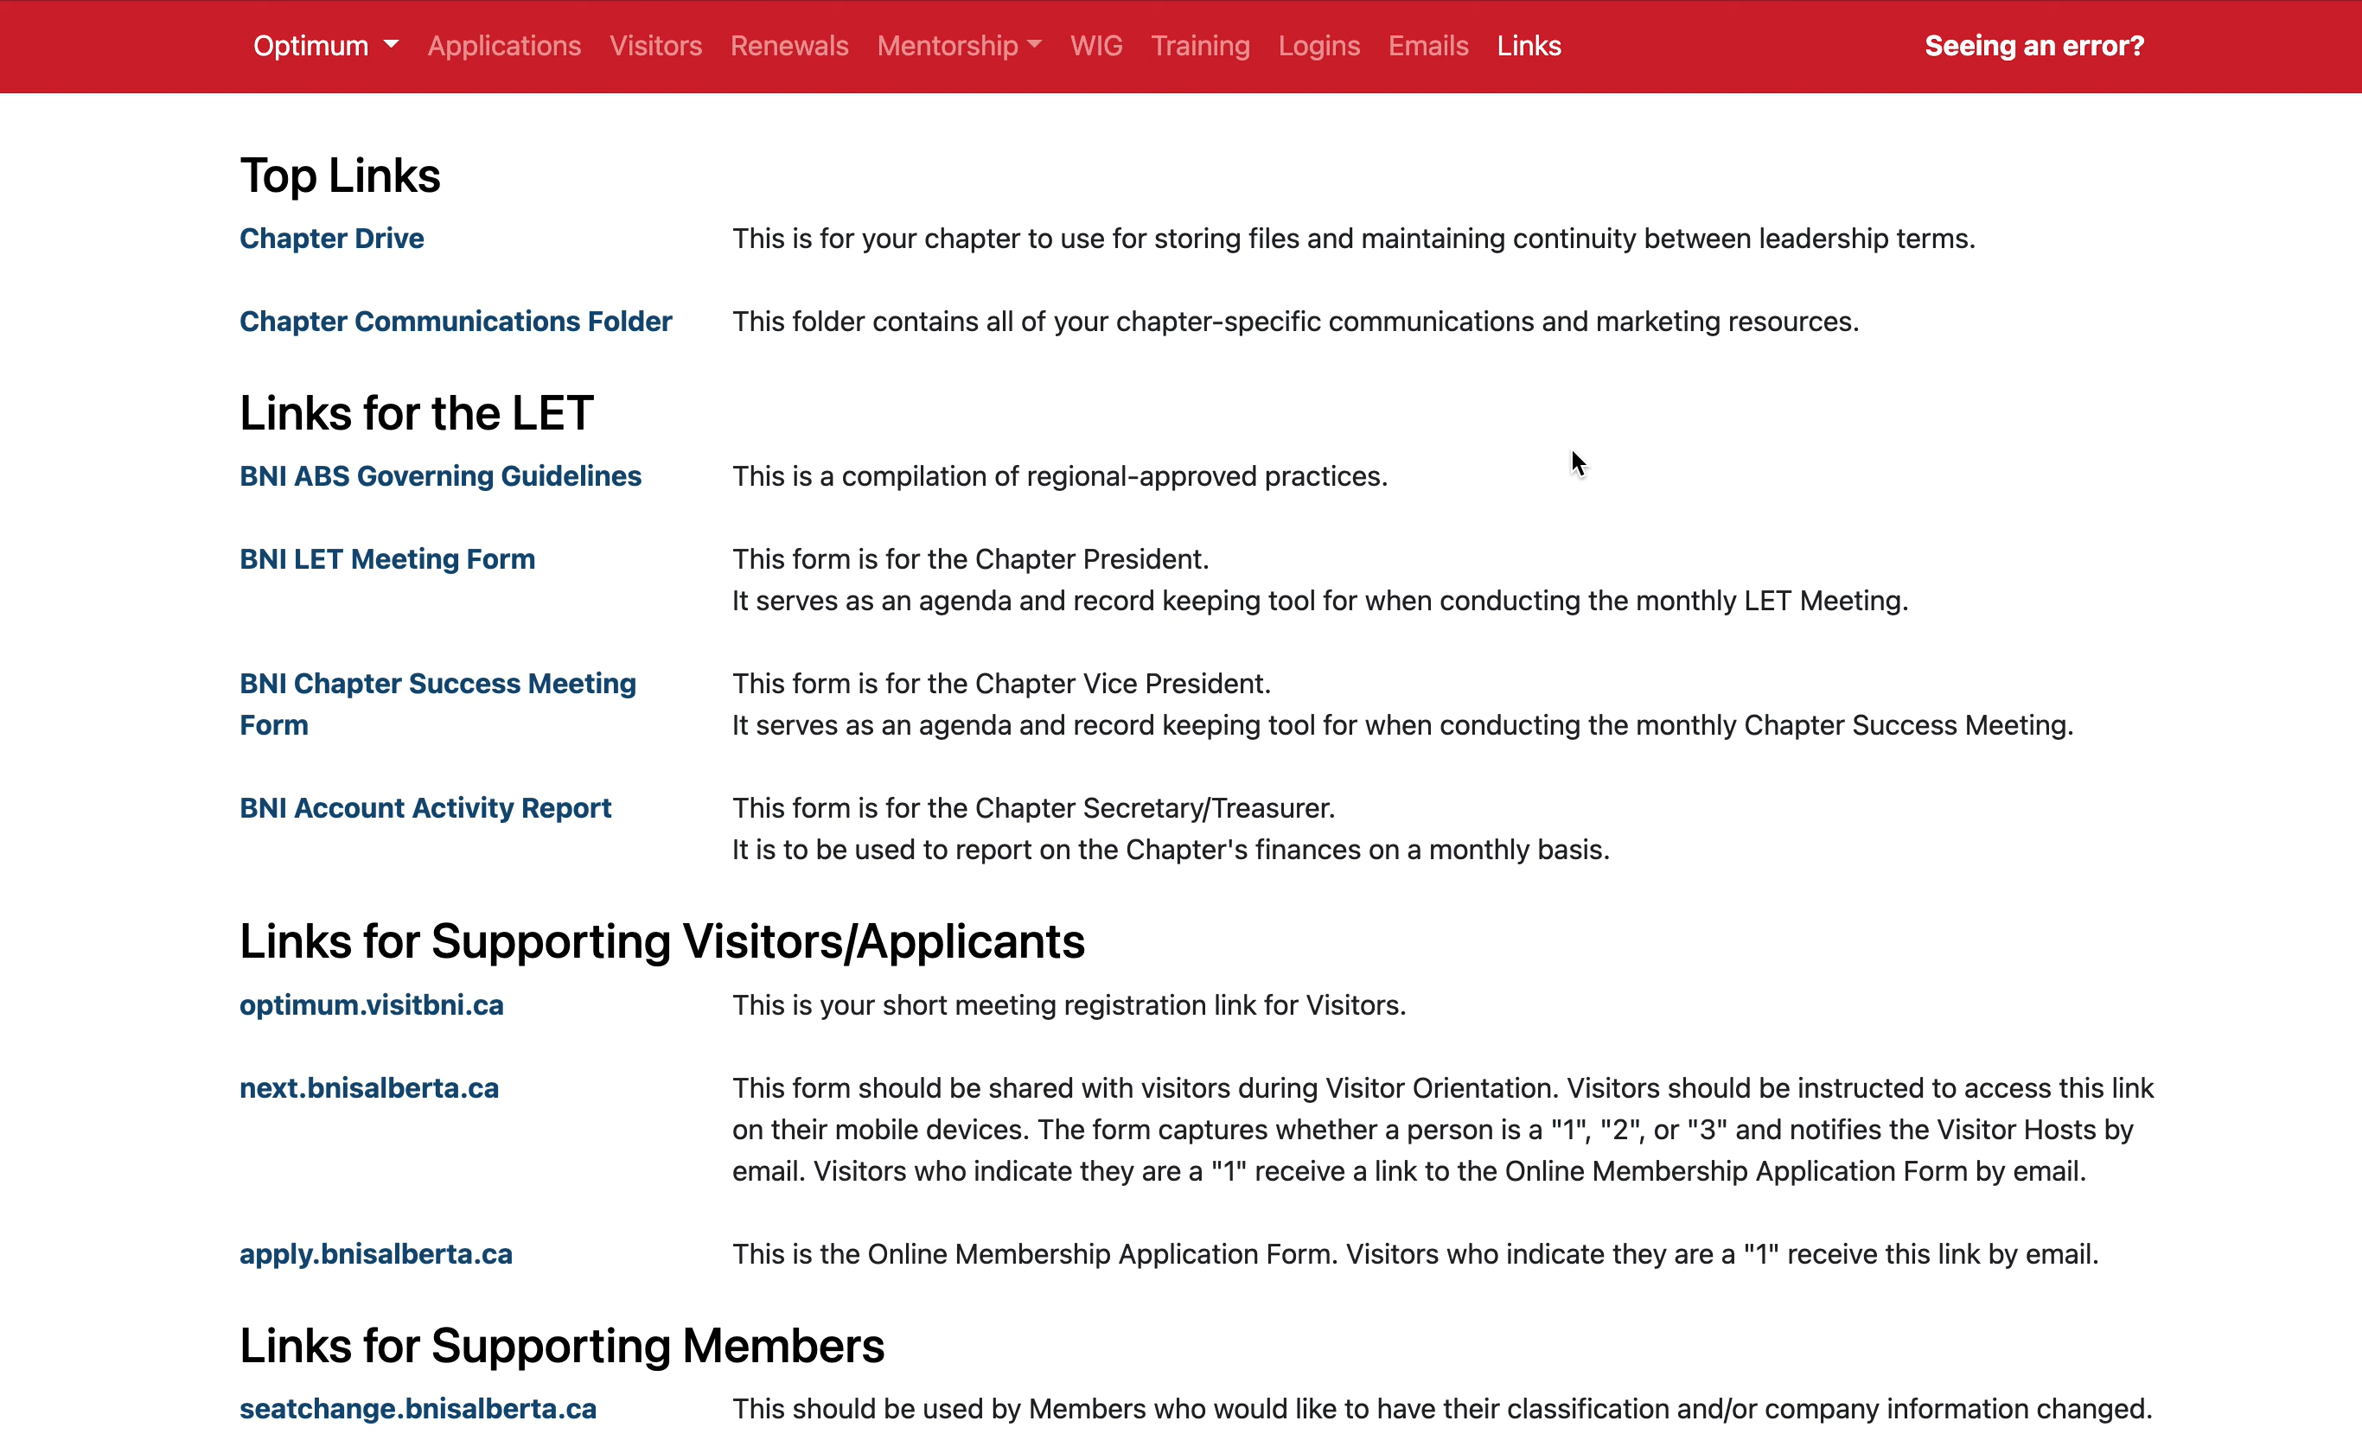 Optimum Applications Visitors Renewals Mentorship WIG Training Logins Emails Links Seeing an error?
Top Links
Chapter Drive This is for your chapter to use for storing files and maintaining continuity between leadership terms.
Chapter Communications Folder This folder contains all of your chapter-specific communications and marketing resources.
Links for the LET
BNI ABS Governing Guidelines This is a compilation of regional-approved practices.
BNI LET Meeting Form This form is for the Chapter President.
It serves as an agenda and record keeping tool for when conducting the monthly LET Meeting.
BNI Chapter Success Meeting This form is for the Chapter Vice President.
Form It serves as an agenda and record keeping tool for when conducting the monthly Chapter Success Meeting.
BNI Account Activity Report This form is for the Chapter Secretary/Treasurer.
It is to be used to report on the Chapter's finances on a monthly basis.
Links for Supporting Visitors/Applicants
optimum.visitbni.ca This is your short meeting registration link for Visitors.
next.bnisalberta.ca This form should be shared with visitors during Visitor Orientation. Visitors should be instructed to access this link
on their mobile devices. The form captures whether a person is a "1", "2", or "3" and notifies the Visitor Hosts by
email. Visitors who indicate they are a "1" receive a link to the Online Membership Application Form by email.
apply.bnisalberta.ca This is the Online Membership Application Form. Visitors who indicate they are a "1" receive this link by email.
Links for Supporting Members
seatchange.bnisalberta.ca This should be used by Members who would like to have their classification and/or company information changed.